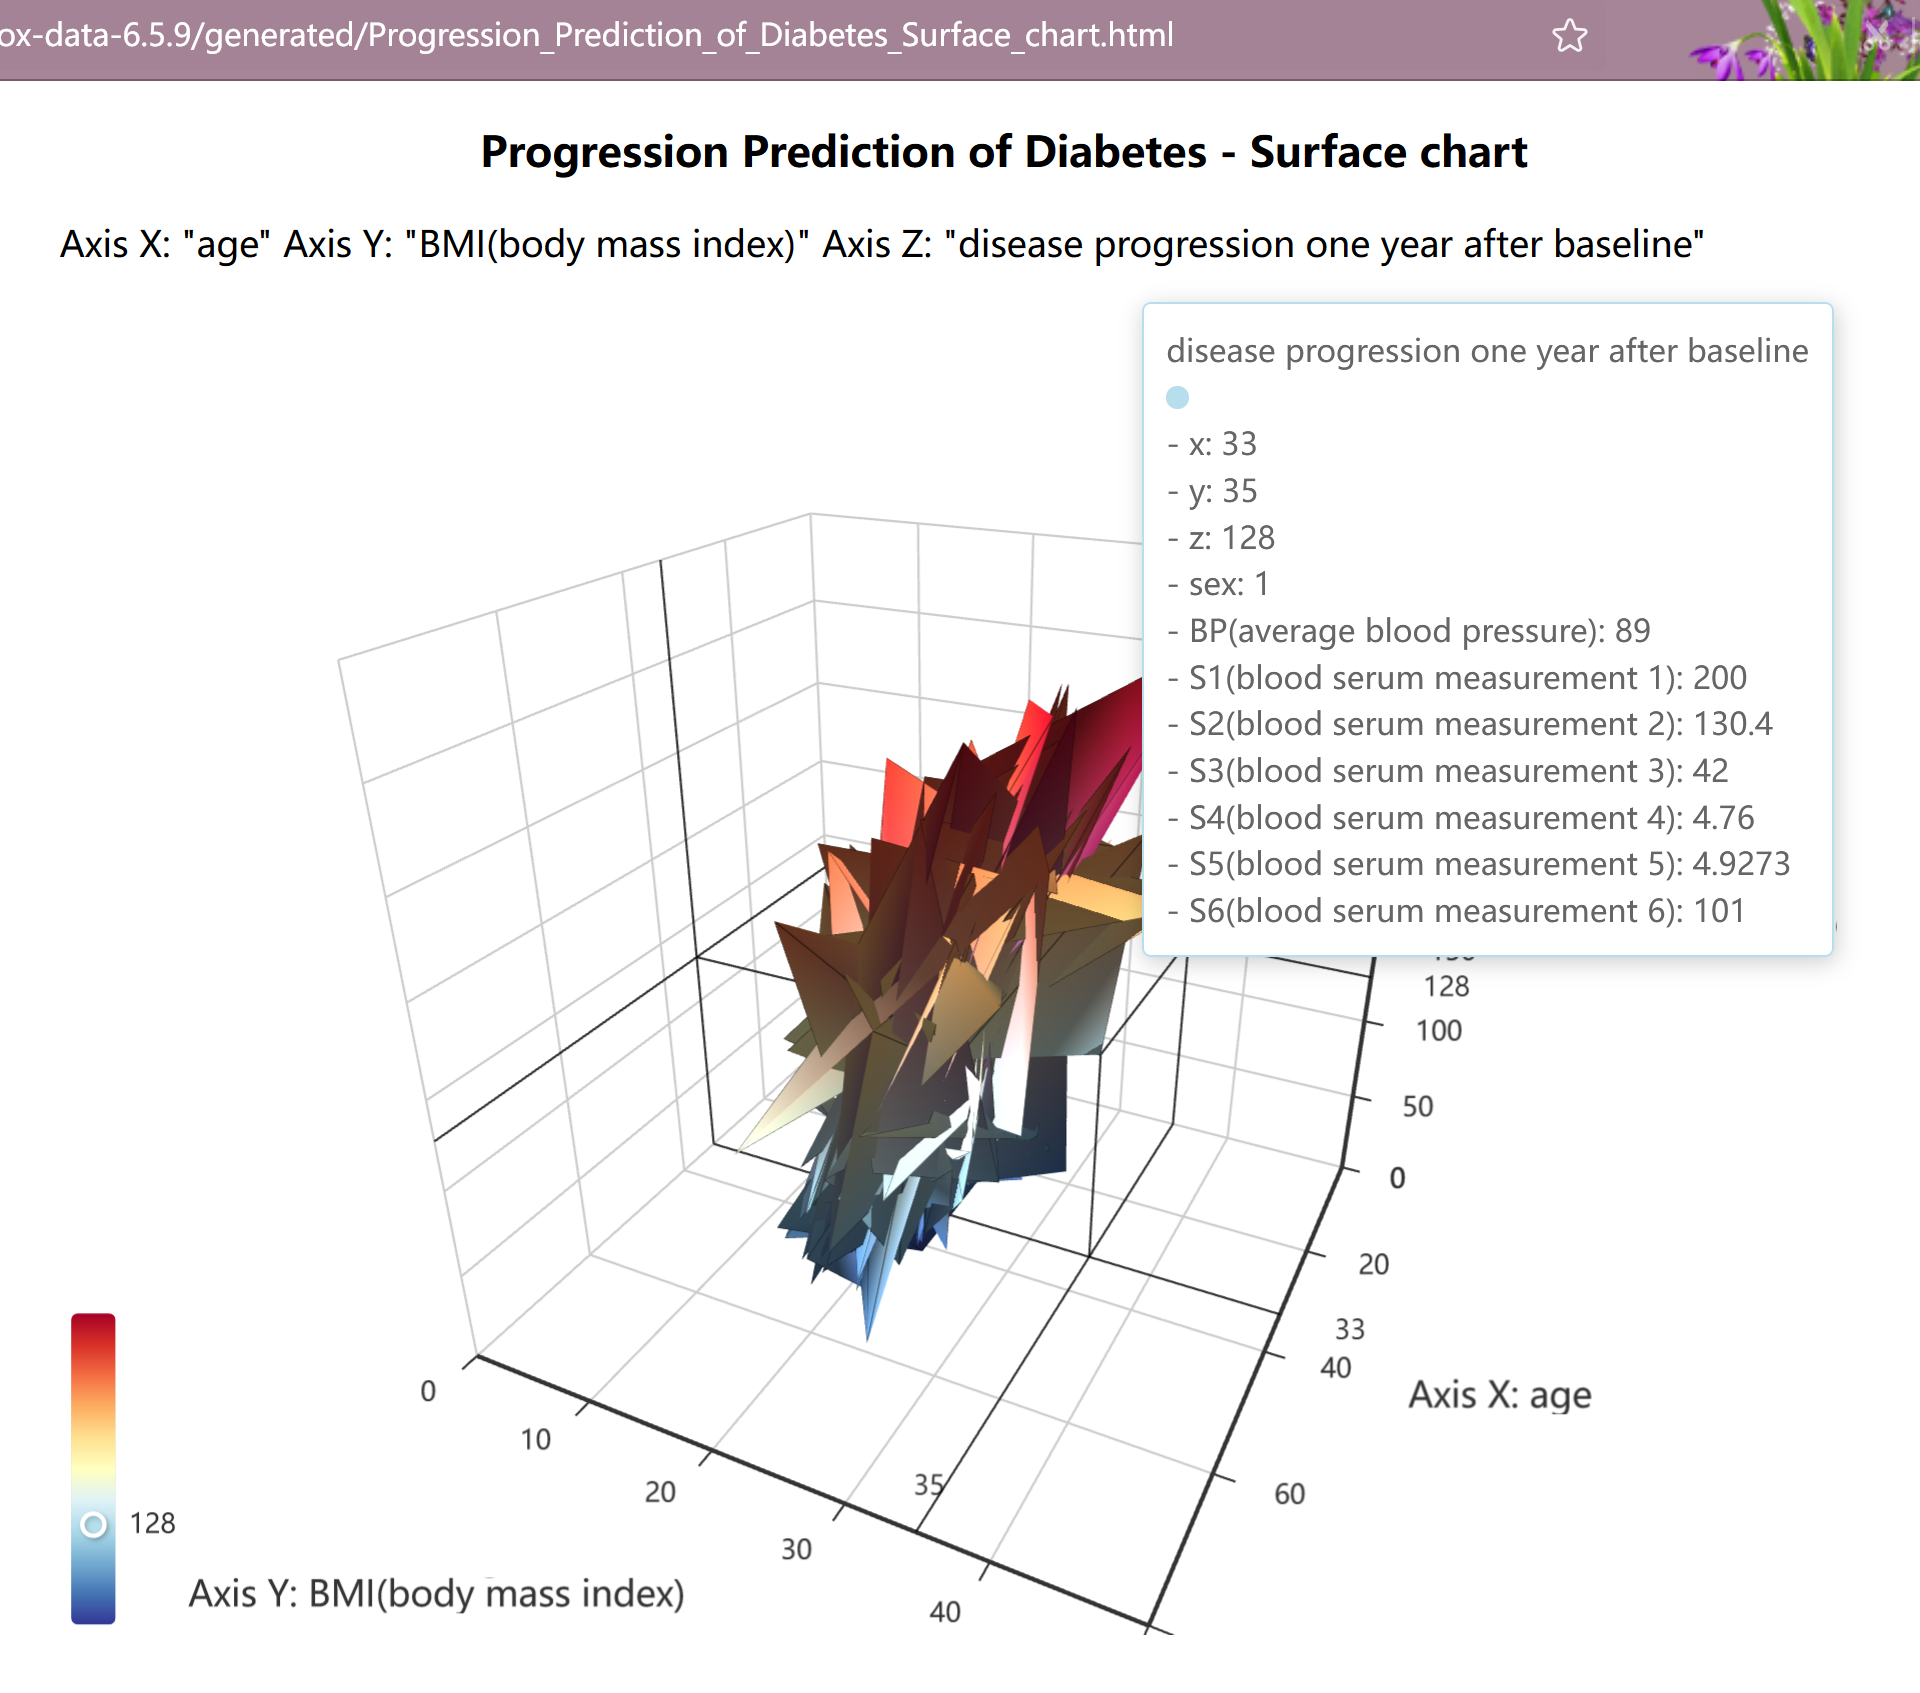 ox-data-6.5.9/generated/Progression_Prediction_of_Diabetes_Surface_chart.html
Progression Prediction of Diabetes - Surface chart
Axis X: "age" Axis Y: "BMI(body mass index)" Axis Z: "disease progression one year after baseline"
disease progression one year after baseline
- x: 33
- y: 35
- z: 128
- sex: 1
- BP(average blood pressure): 89
- S1(blood serum measurement 1): 200
- S2(blood serum measurement 2): 130.4
- S3(blood serum measurement 3): 42
- S4(blood serum measurement 4): 4.76
- S5(blood serum measurement 5): 4.9273
- S6(blood serum measurement 6): 101
128
100
50
0
20
33
40
60
Axis X: age
0
10
20
30
35
40
128
Axis Y: BMI(body mass index)